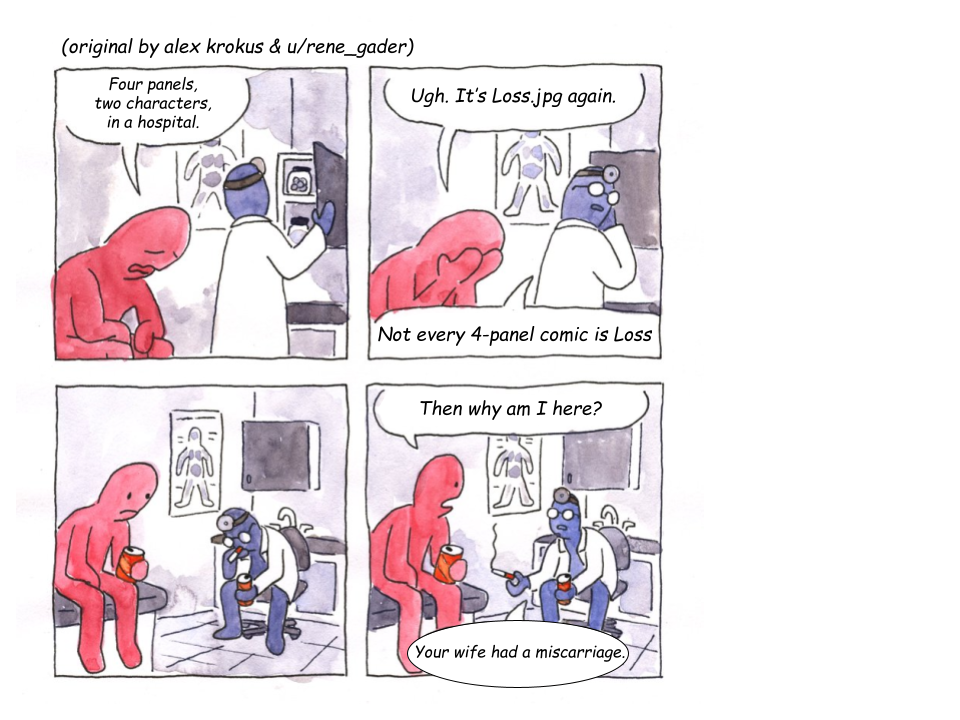 (original by alex krokus & u/rene_gader)
Four panels,
two characters,
in a hospital.
Ugh. It's Loss.jpg again.
Not every 4-panel comic is Loss
Then why am I here?
Your wife had a miscarriage.